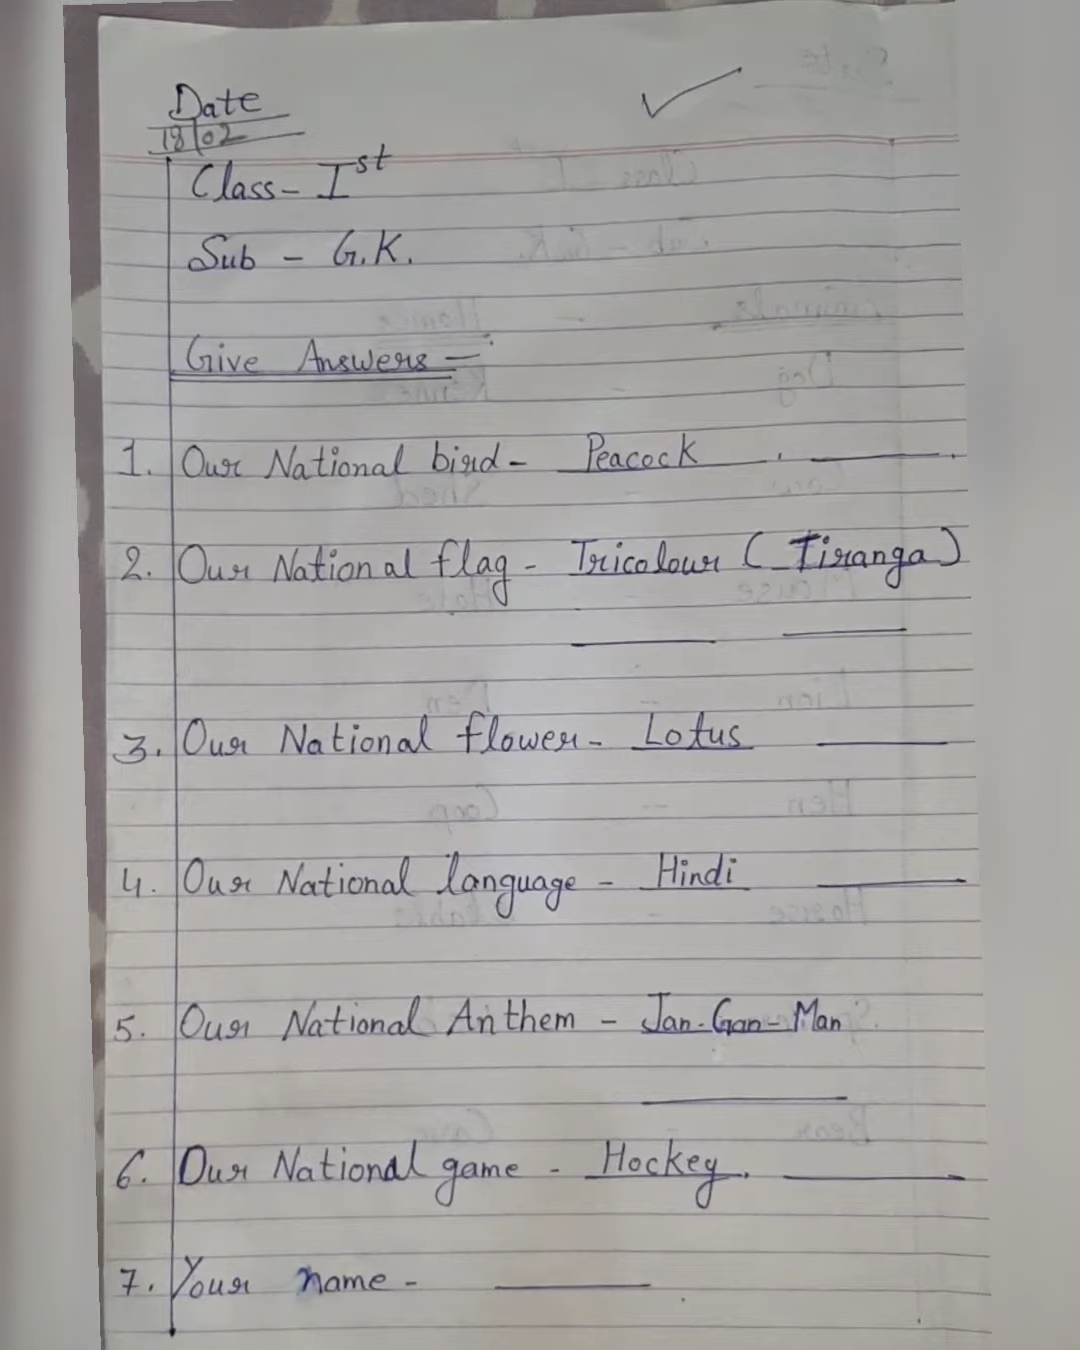 Date
18/02
Class- Ist
Sub - G.K.
Give Answers -
1. Our National bird - Peacock
2. Our National flag - Tricolour ( Tiranga )
3. Our National flower - Lotus
4. Our National language - Hindi
5. Our National Anthem - Jan-Gan-Man
6. Our National game - Hockey.
7. Your name -